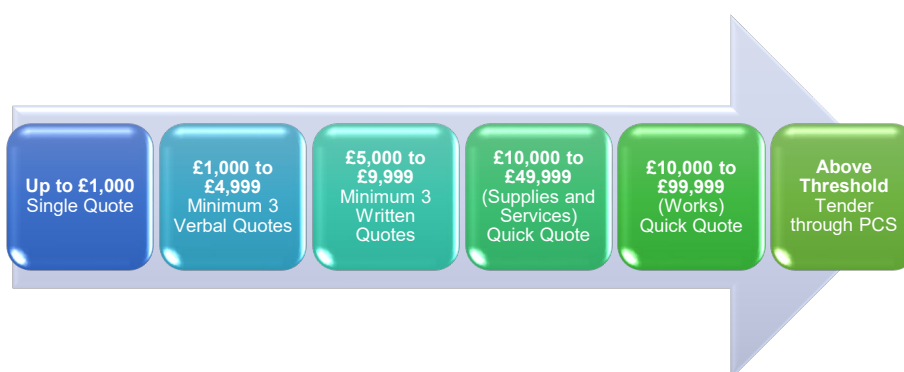 Up to £1,000
Single Quote
£1,000 to
£4,999
Minimum 3
Verbal Quotes
£5,000 to
£9,999
Minimum 3
Written
Quotes
£10,000 to
£49,999
(Supplies and
Services)
Quick Quote
£10,000 to
£99,999
(Works)
Quick Quote
Above
Threshold
Tender
through PCS